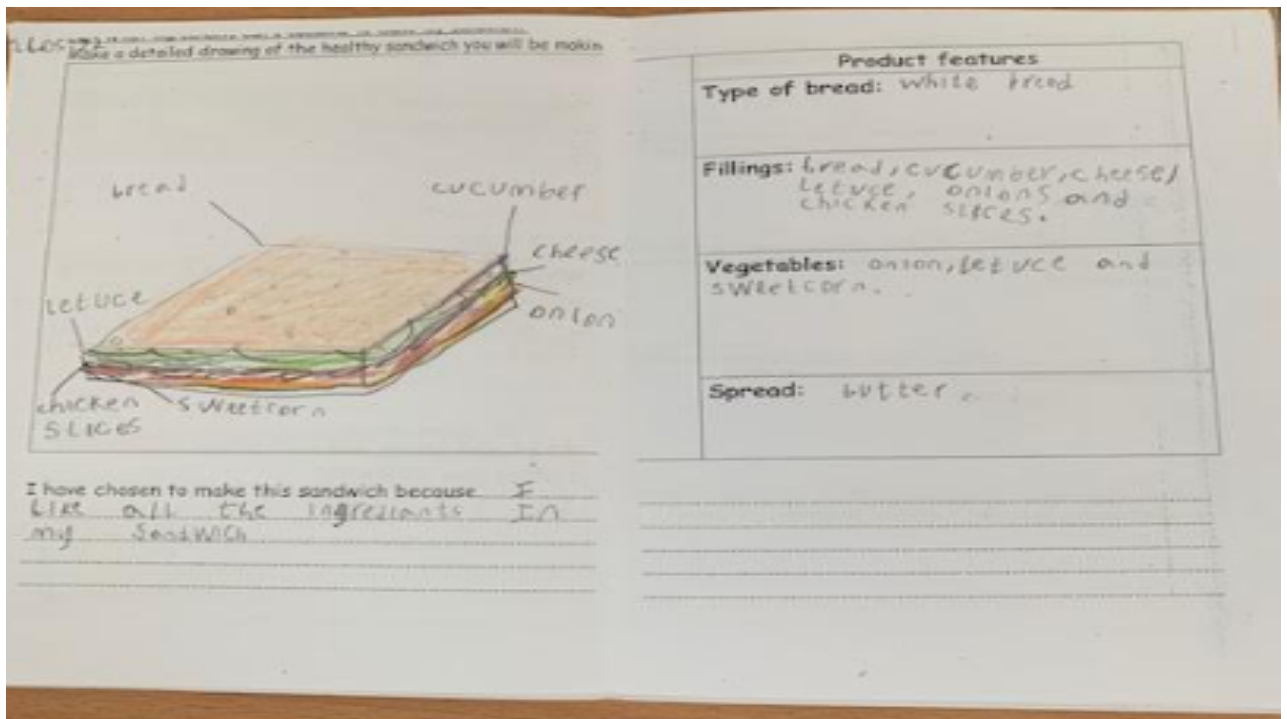 Make a detailed drawing of the healthy sandwich you will be makin
bread
cucumber
cheese
Letuce
onion
chicken
SLICES
sweetcorn
I have chosen to make this sandwich because I
Like all the ingrediants In
my Sandwich
Product features
Type of bread: white bread
Fillings: bread, cucumber, cheese,
Letuce, onions and
chicken slices.
Vegetables: onion, letuce and
sweetcorn.
Spread: butter.